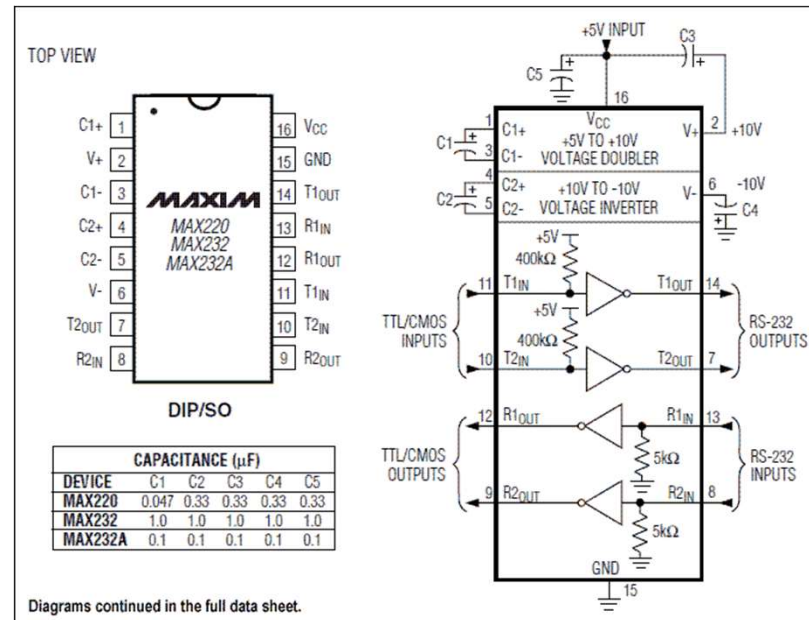 TOP VIEW
C1+ 1
V+ 2
C1- 3
C2+ 4
C2- 5
V- 6
T2OUT 7
R2IN 8
MAXIM
MAX220
MAX232
MAX232A
16 VCC
15 GND
14 T1OUT
13 R1IN
12 R1OUT
11 T1IN
10 T2IN
9 R2OUT
DIP/SO
CAPACITANCE (μF)
DEVICE C1 C2 C3 C4 C5
MAX220 0.047 0.33 0.33 0.33 0.33
MAX232 1.0 1.0 1.0 1.0 1.0
MAX232A 0.1 0.1 0.1 0.1 0.1
Diagrams continued in the full data sheet.
+5V INPUT
C3
C5
+
+
16
VCC
1 C1+
C1 +
3 C1-
+5V TO +10V
VOLTAGE DOUBLER
V+ 2 +10V
4 C2+
C2 +
5 C2-
+10V TO -10V
VOLTAGE INVERTER
V- 6 -10V
C4
+
+5V
400kΩ
11 T1IN
T1OUT 14
TTL/CMOS
INPUTS
+5V
400kΩ
10 T2IN
T2OUT 7
RS-232
OUTPUTS
12 R1OUT
R1IN 13
5kΩ
TTL/CMOS
OUTPUTS
9 R2OUT
R2IN 8
5kΩ
RS-232
INPUTS
GND
15